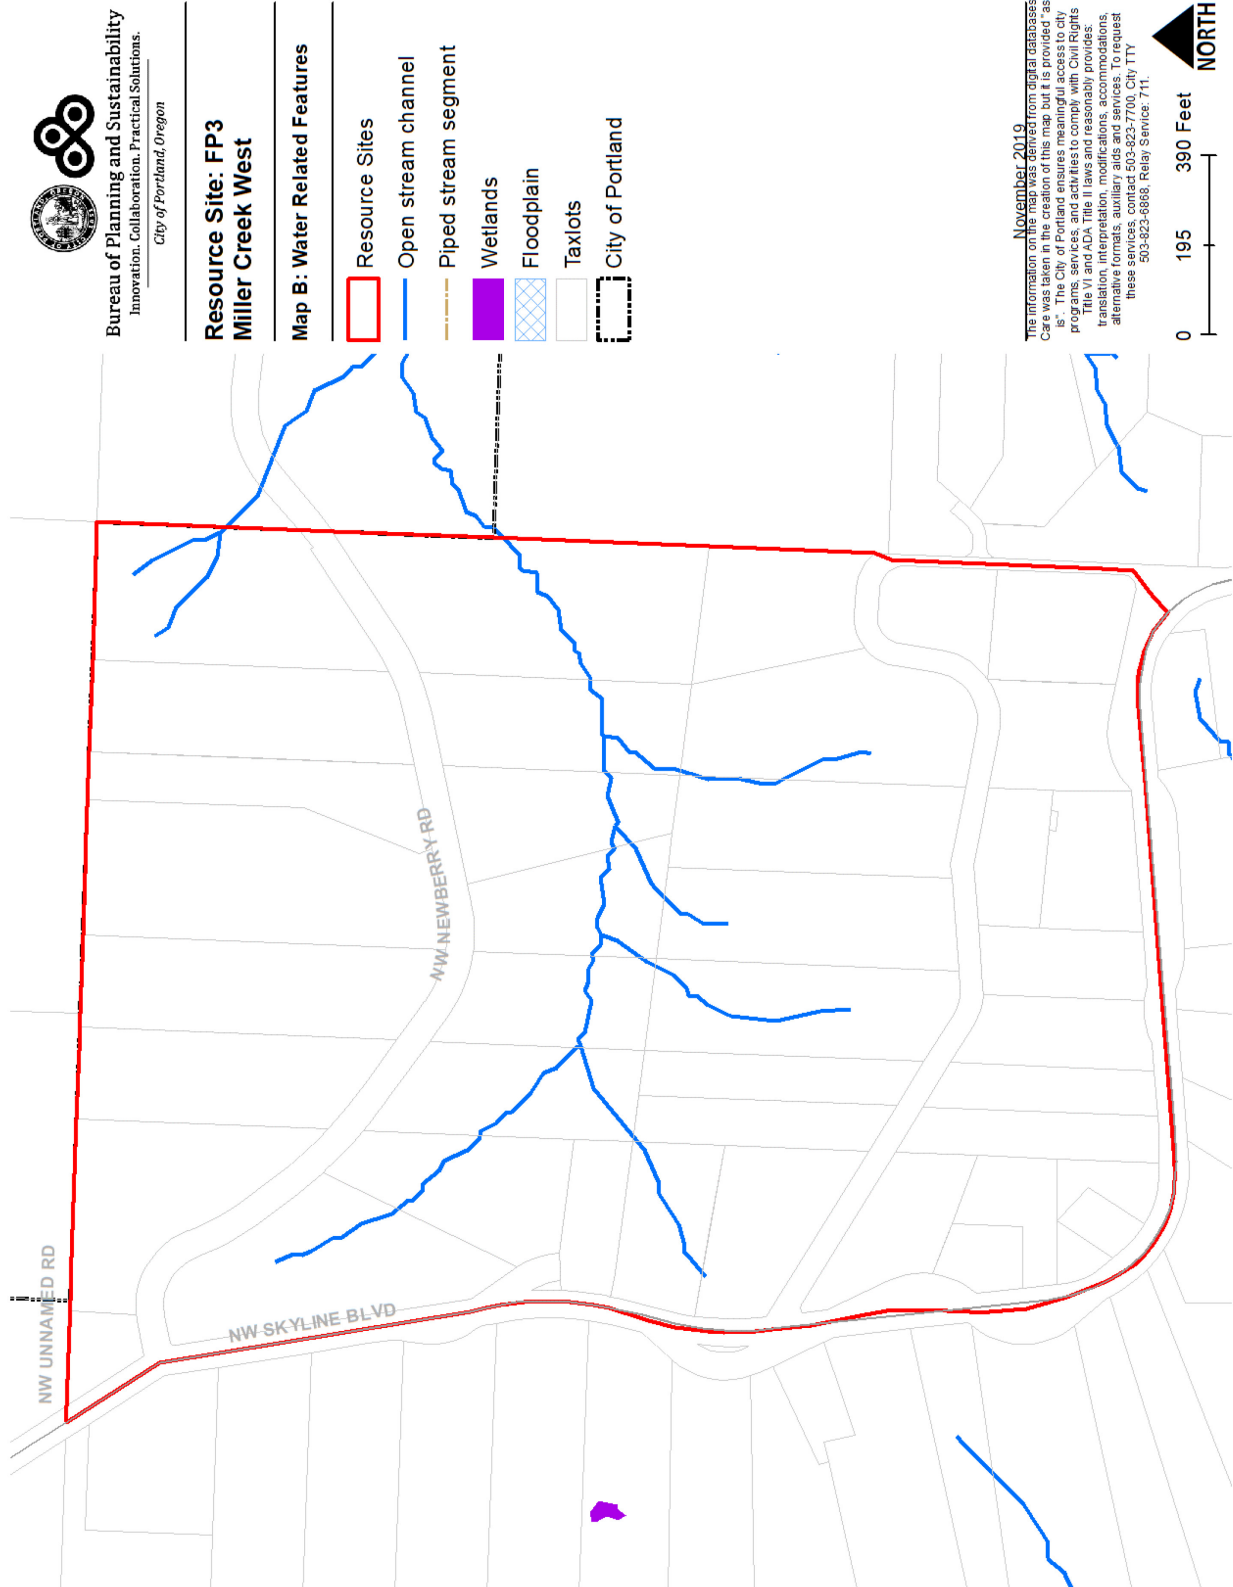 Bureau of Planning and Sustainability
Innovation. Collaboration. Practical Solutions.
City of Portland, Oregon
Resource Site: FP3
Miller Creek West
Map B: Water Related Features
Resource Sites
Open stream channel
Piped stream segment
Wetlands
Floodplain
Taxlots
City of Portland
November 2019
The information on the map was derived from digital databases
Care was taken in the creation of this map but it is provided "as
is". The City of Portland ensures meaningful access to city
programs, services, and activities to comply with Civil Rights
Title VI and ADA Title II laws and reasonably provides:
translation, interpretation, modifications, accommodations,
alternative formats, auxiliary aids and services. To request
these services, contact 503-823-7700, City TTY
503-823-6868, Relay Service: 711.
0 195 390 Feet
NORTH
NW NEWBERRY RD
NW UNNAMED RD
NW SKYLINE BLVD